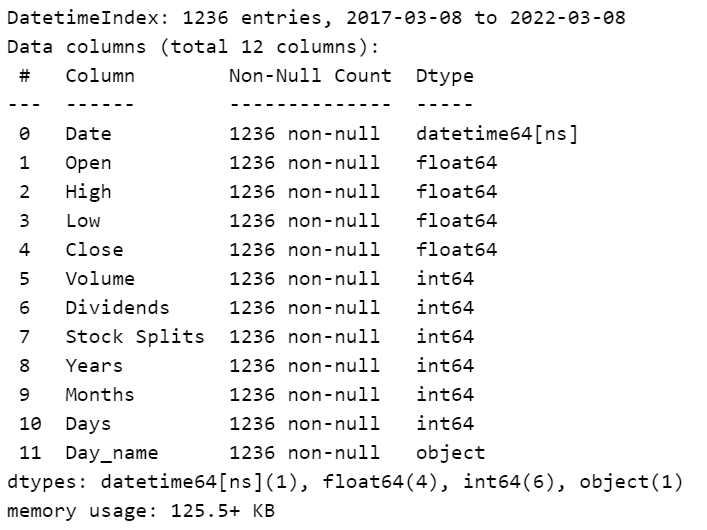 DatetimeIndex: 1236 entries, 2017-03-08 to 2022-03-08
Data columns (total 12 columns):
 #   Column        Non-Null Count  Dtype
---  ------        --------------  -----
 0   Date          1236 non-null   datetime64[ns]
 1   Open          1236 non-null   float64
 2   High          1236 non-null   float64
 3   Low           1236 non-null   float64
 4   Close         1236 non-null   float64
 5   Volume        1236 non-null   int64
 6   Dividends     1236 non-null   int64
 7   Stock Splits  1236 non-null   int64
 8   Years         1236 non-null   int64
 9   Months        1236 non-null   int64
 10  Days          1236 non-null   int64
 11  Day_name      1236 non-null   object
dtypes: datetime64[ns](1), float64(4), int64(6), object(1)
memory usage: 125.5+ KB